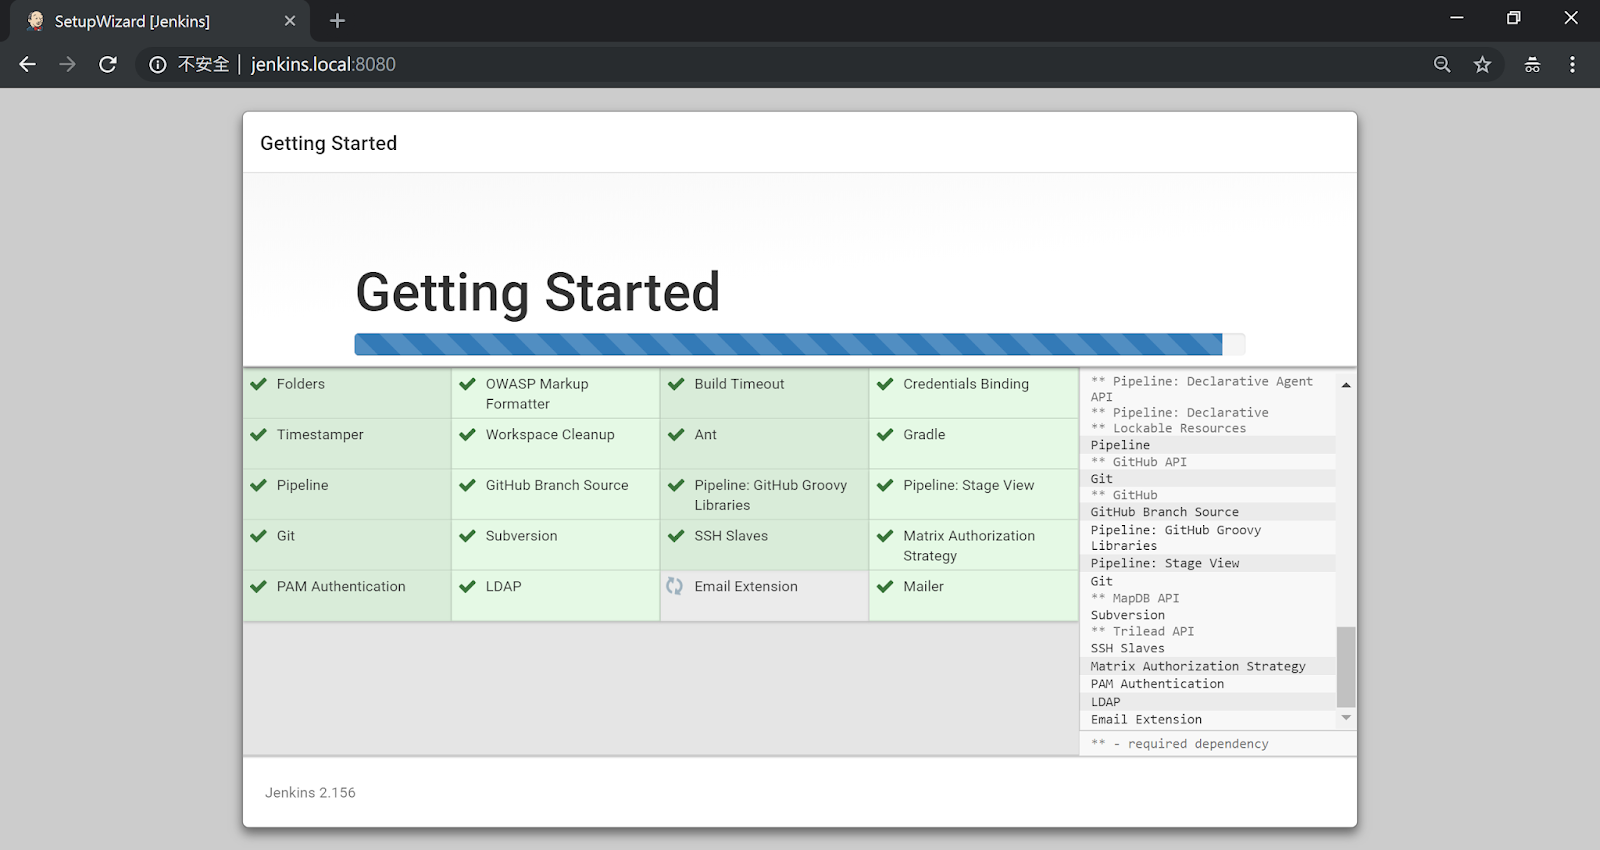 SetupWizard [Jenkins]
不安全 | jenkins.local:8080
Getting Started
Getting Started
Folders
OWASP Markup
Formatter
Build Timeout
Credentials Binding
Timestamper
Workspace Cleanup
Ant
Gradle
Pipeline
GitHub Branch Source
Pipeline: GitHub Groovy
Libraries
Pipeline: Stage View
Git
Subversion
SSH Slaves
Matrix Authorization
Strategy
PAM Authentication
LDAP
Email Extension
Mailer
** Pipeline: Declarative Agent
API
** Pipeline: Declarative
** Lockable Resources
Pipeline
** GitHub API
Git
** GitHub
GitHub Branch Source
Pipeline: GitHub Groovy
Libraries
Pipeline: Stage View
Git
** MapDB API
Subversion
** Trilead API
SSH Slaves
Matrix Authorization Strategy
PAM Authentication
LDAP
Email Extension
** - required dependency
Jenkins 2.156